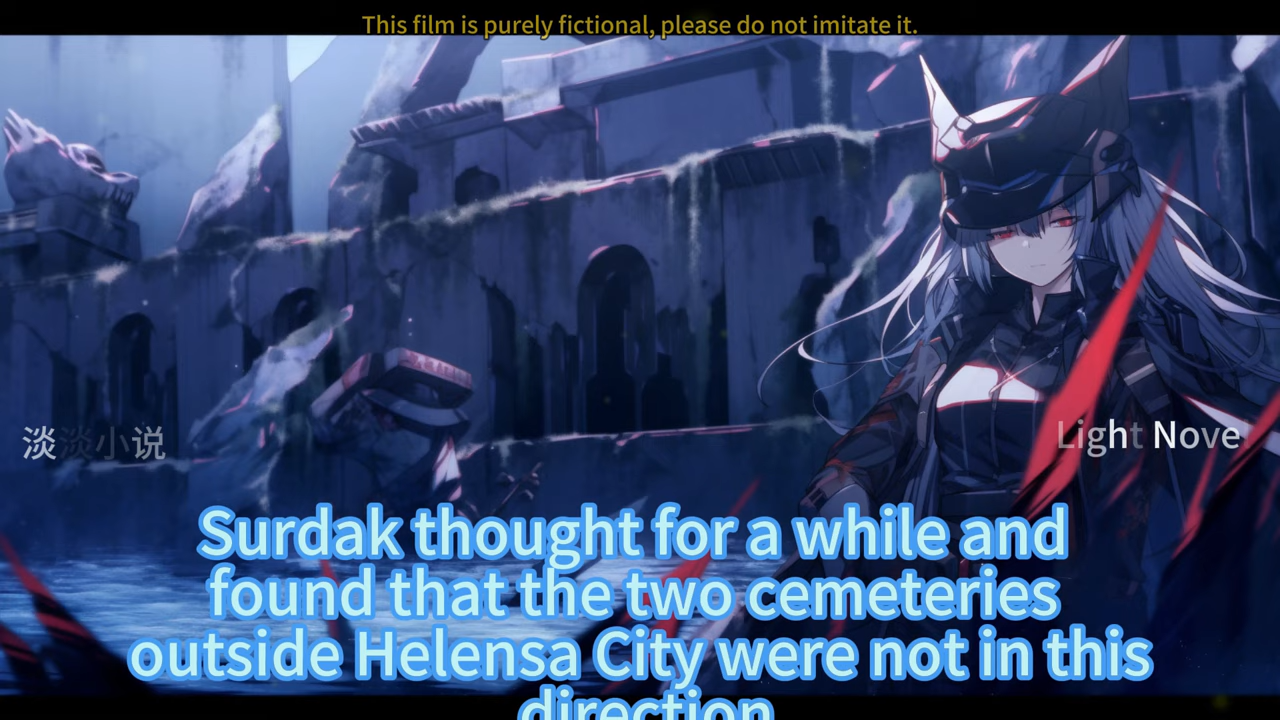 This film is purely fictional, please do not imitate it.
淡淡小说
Light Nove
Surdak thought for a while and
found that the two cemeteries
outside Helensa City were not in this
direction